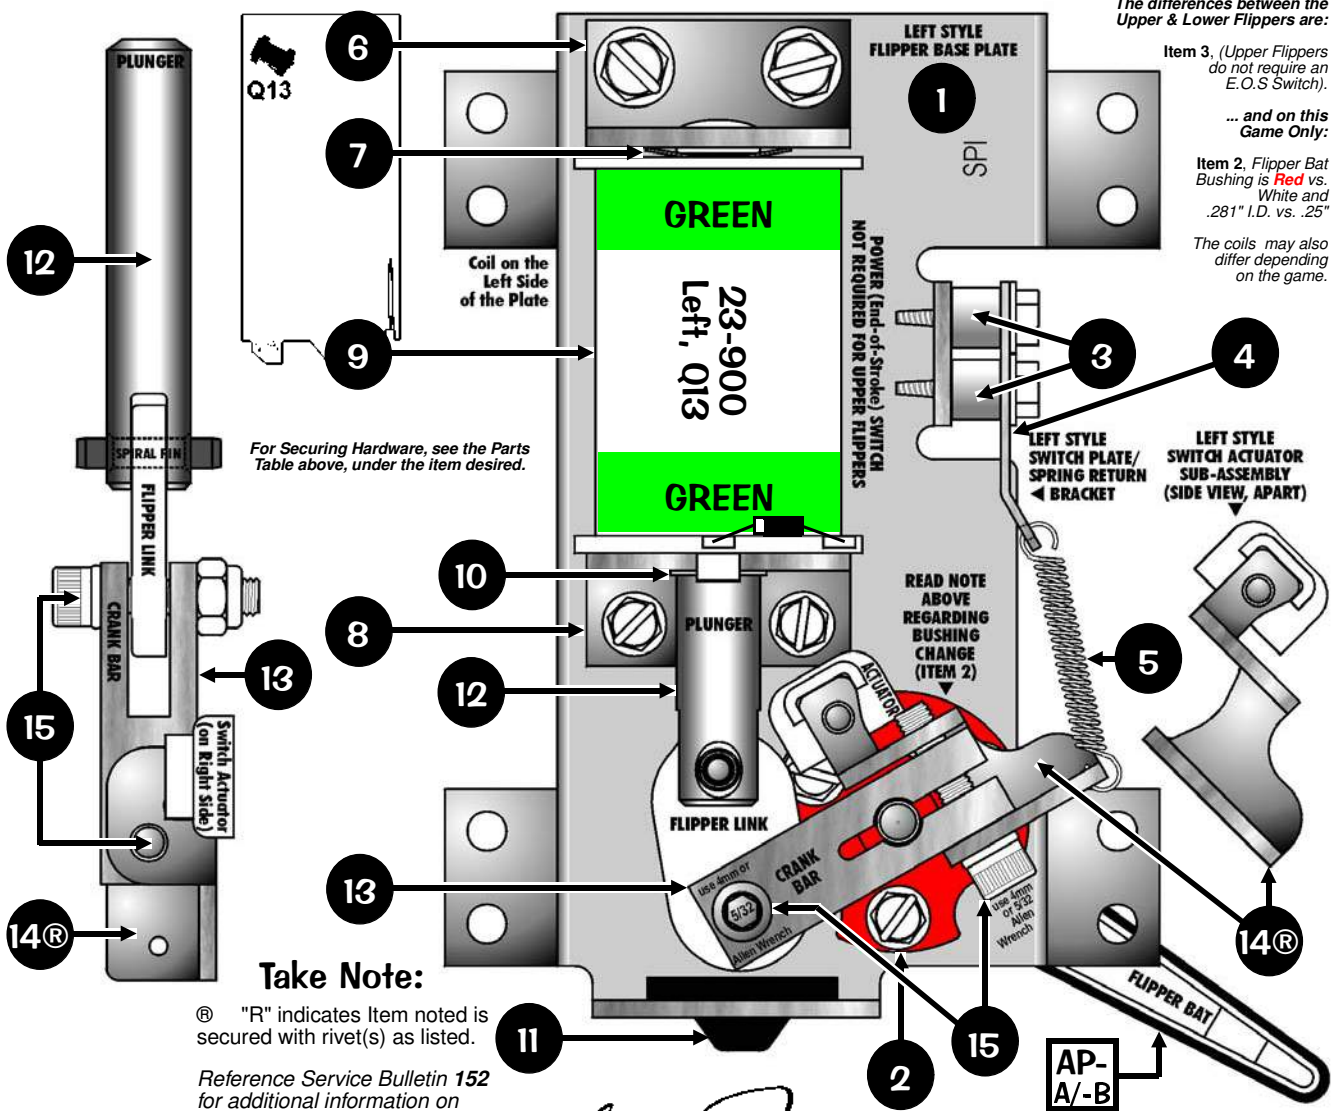 The differences between the
Upper & Lower Flippers are:
Item 3, (Upper Flippers
do not require an
E.O.S Switch).
... and on this
Game Only:
Item 2, Flipper Bat
Bushing is Red vs.
White and
.281" I.D. vs. .25"
The coils may also
differ depending
on the game.
PLUNGER
Q13
6
LEFT STYLE
FLIPPER BASE PLATE
1
7
SPI
12
GREEN
Coil on the
Left Side
of the Plate
23-900
Left, Q13
POWER (End-of-Stroke) SWITCH
NOT REQUIRED FOR UPPER FLIPPERS
9
3
4
For Securing Hardware, see the Parts
Table above, under the item desired.
SPIRAL PIN
FLIPPER LINK
GREEN
LEFT STYLE
SWITCH PLATE/
SPRING RETURN
◄ BRACKET
LEFT STYLE
SWITCH ACTUATOR
SUB-ASSEMBLY
(SIDE VIEW, APART)
▼
10
READ NOTE
ABOVE
REGARDING
BUSHING
CHANGE
(ITEM 2)
▼
8
PLUNGER
CRANK BAR
13
5
12
ACTUATOR
15
Switch Actuator
(on Right Side)
FLIPPER LINK
CRANK
BAR
13
use 4mm or
5/32
Allen Wrench
use 4mm
or 5/32
Allen
Wrench
14®
14®
FLIPPER BAT
Take Note:
® "R" indicates Item noted is
secured with rivet(s) as listed.
11
15
2
AP-
A/-B
Reference Service Bulletin 152
for additional information on